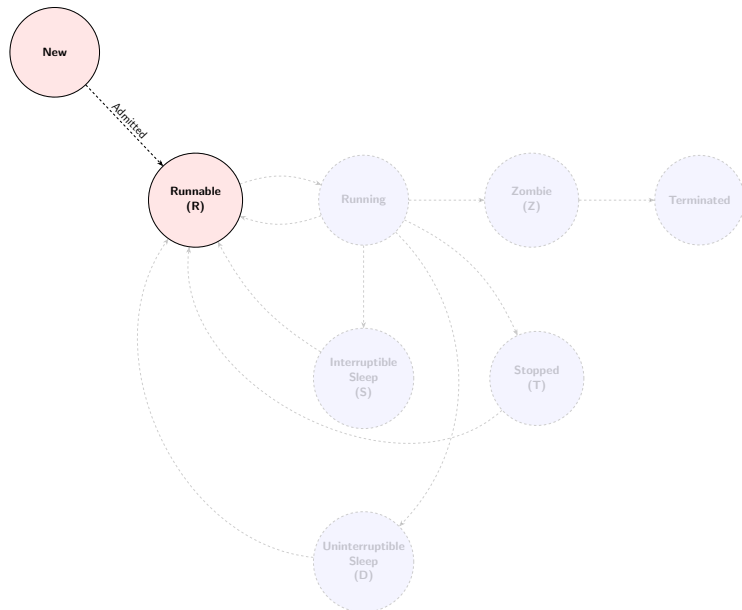 New
Admitted
Runnable
(R)
Running
Zombie
(Z)
Terminated
Interruptible
Sleep
(S)
Stopped
(T)
Uninterruptible
Sleep
(D)